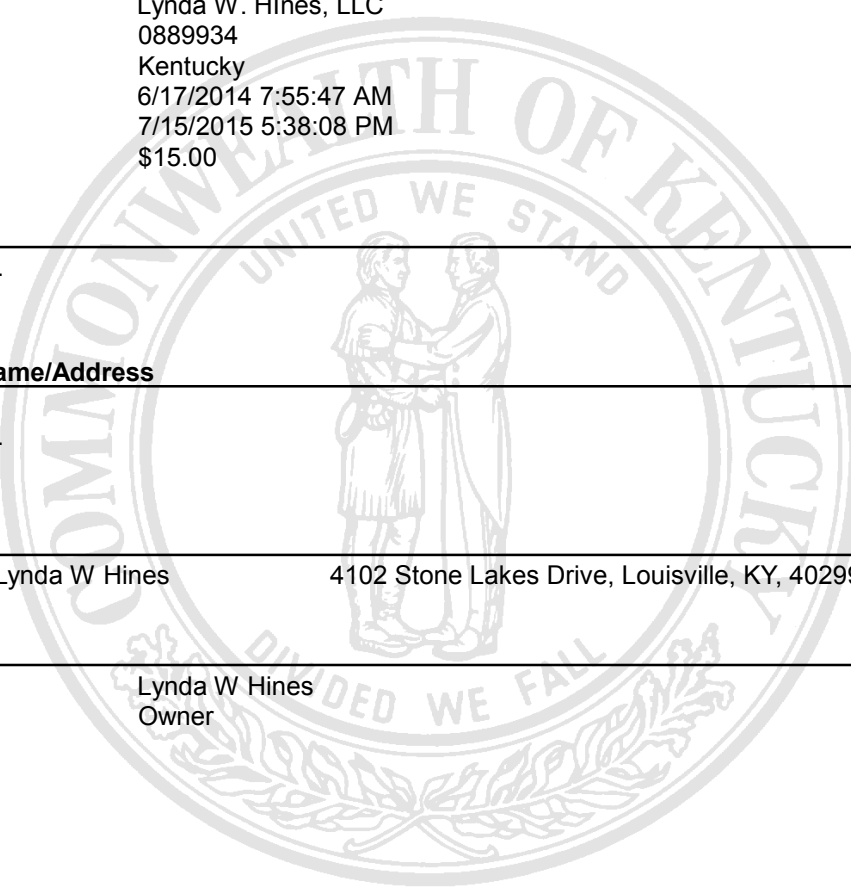 Lynda W. Hines, LLC
0889934
Kentucky
6/17/2014 7:55:47 AM
7/15/2015 5:38:08 PM
$15.00
COMMONWEALTH OF KENTUCKY
UNITED WE STAND
ame/Address
Lynda W Hines 4102 Stone Lakes Drive, Louisville, KY, 40299
DIVIDED WE FALL
Lynda W Hines
Owner